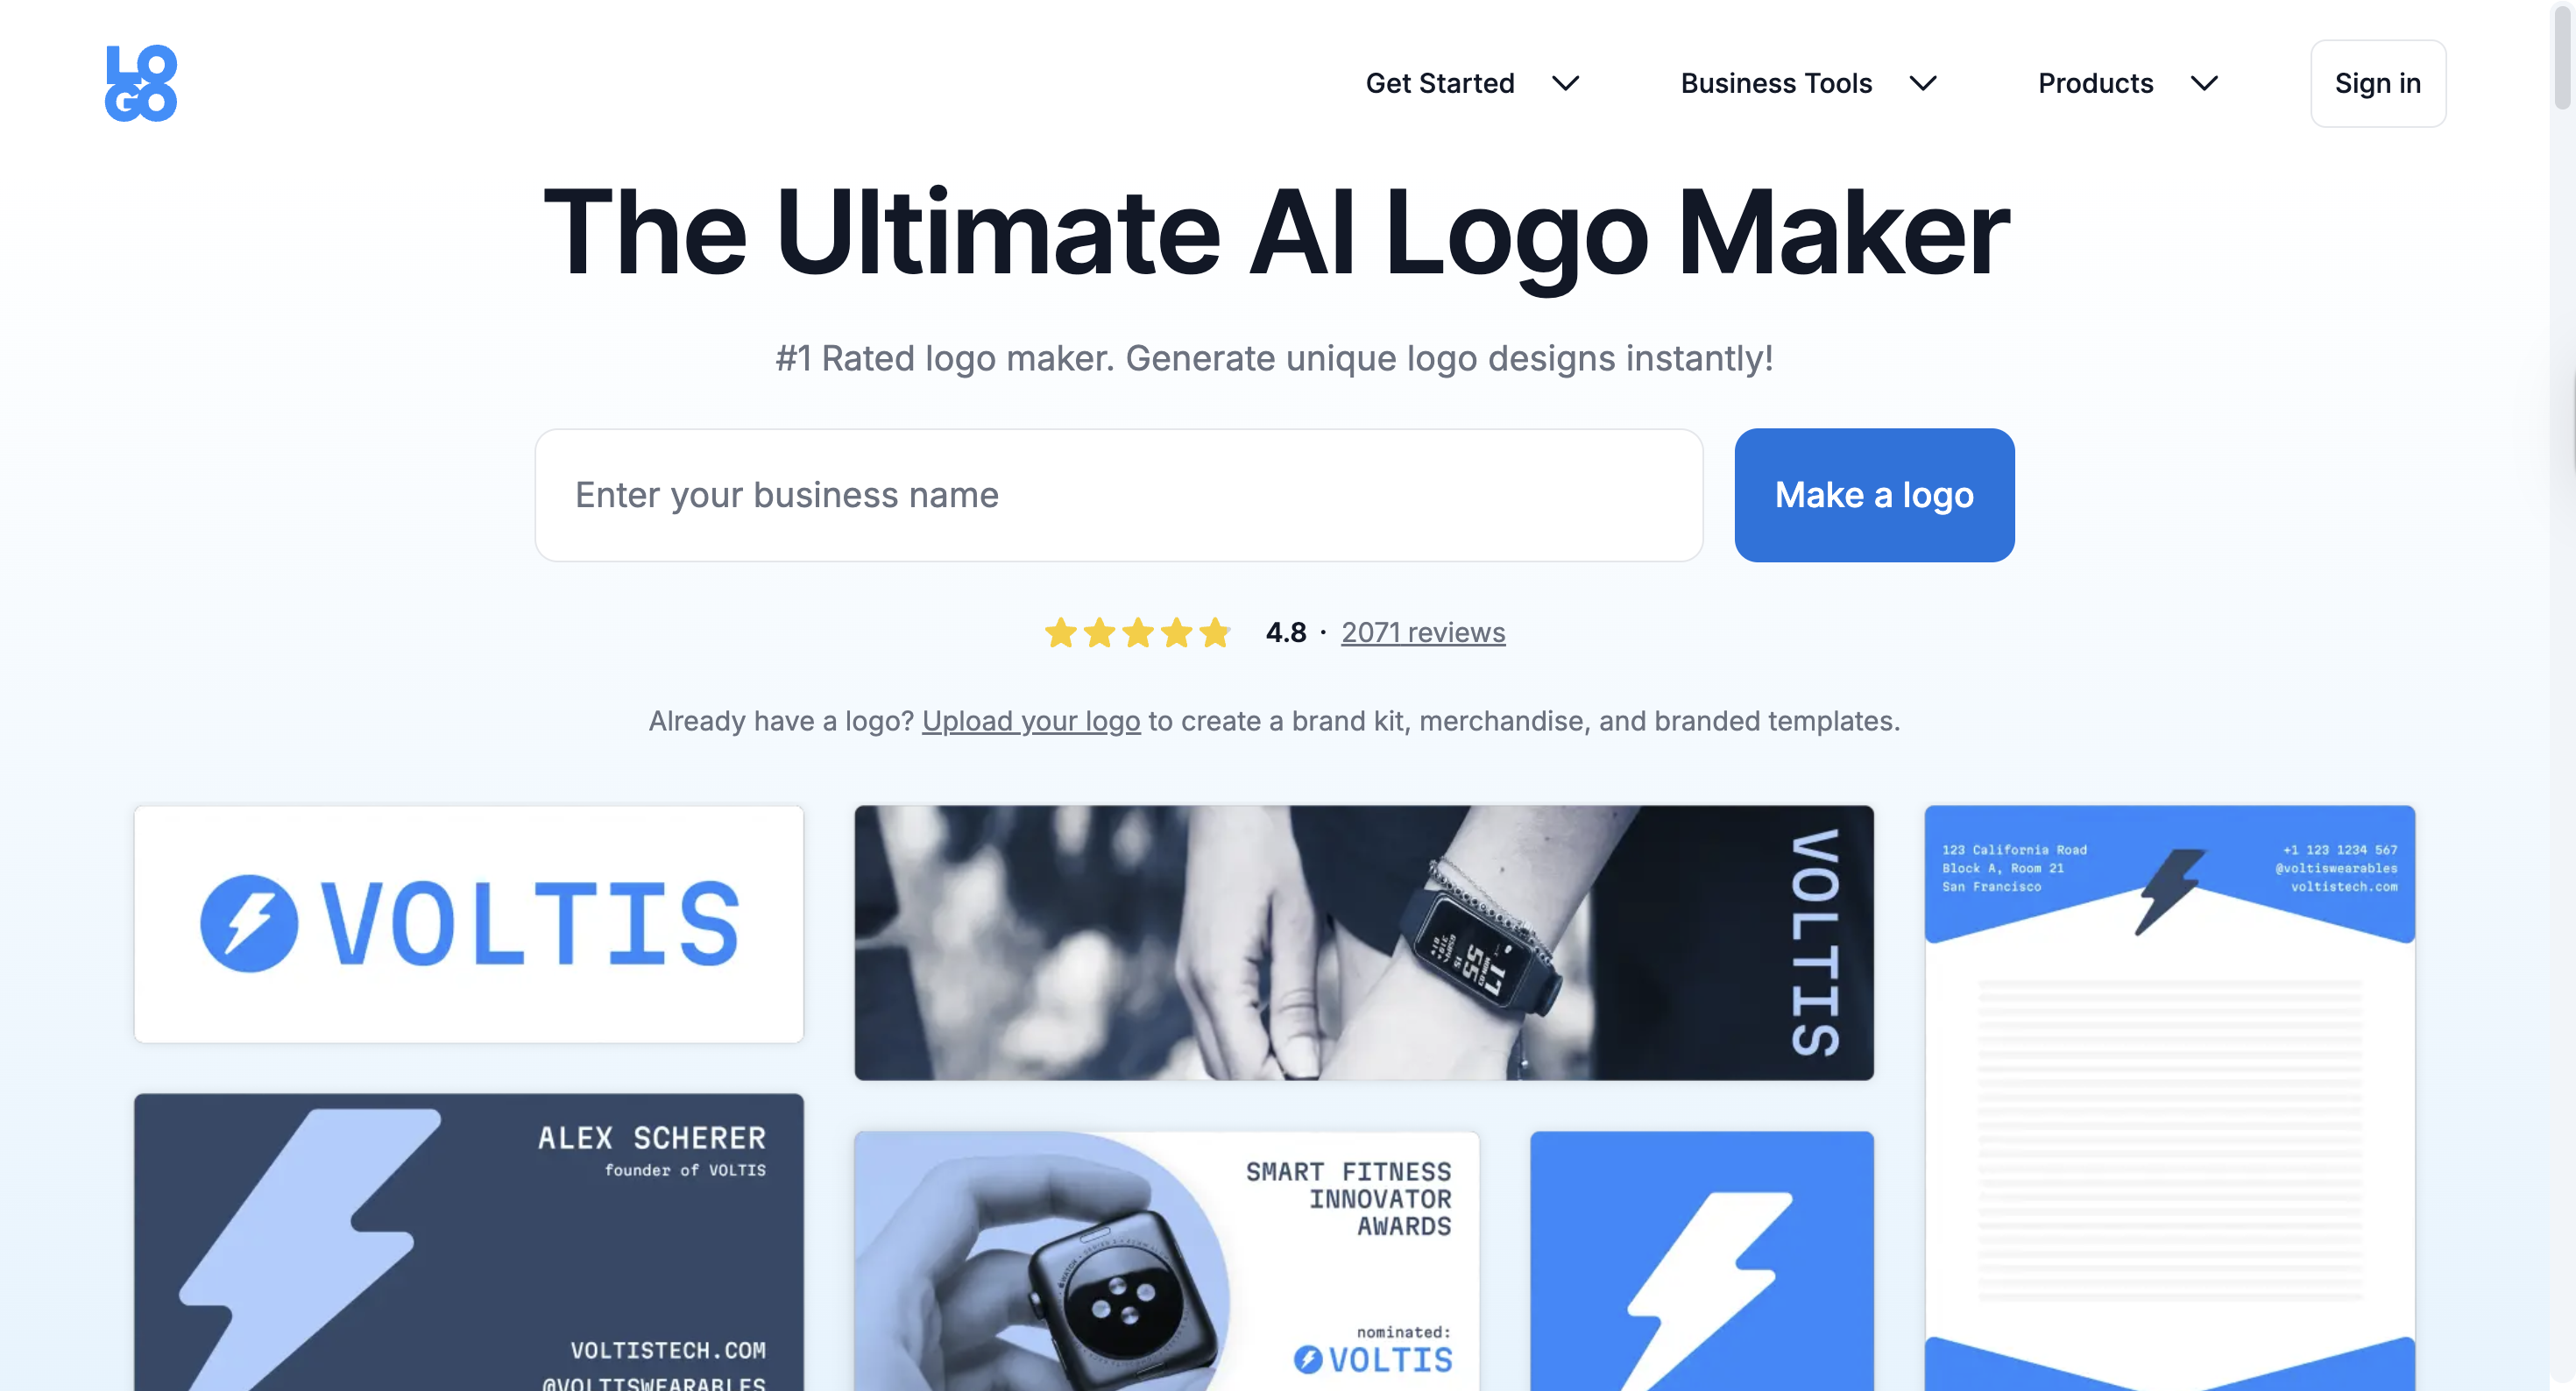 LOGO
Get Started
Business Tools
Products
Sign in
The Ultimate AI Logo Maker
#1 Rated logo maker. Generate unique logo designs instantly!
Enter your business name
Make a logo
4.8 · 2071 reviews
Already have a logo? Upload your logo to create a brand kit, merchandise, and branded templates.
VOLTIS
VOLTIS
123 California Road
Block A, Room 21
San Francisco
+1 123 1234 567
@voltiswearables
voltistech.com
ALEX SCHERER
founder of VOLTIS
VOLTISTECH.COM
@VOLTISWEARABLES
SMART FITNESS
INNOVATOR
AWARDS
nominated:
VOLTIS